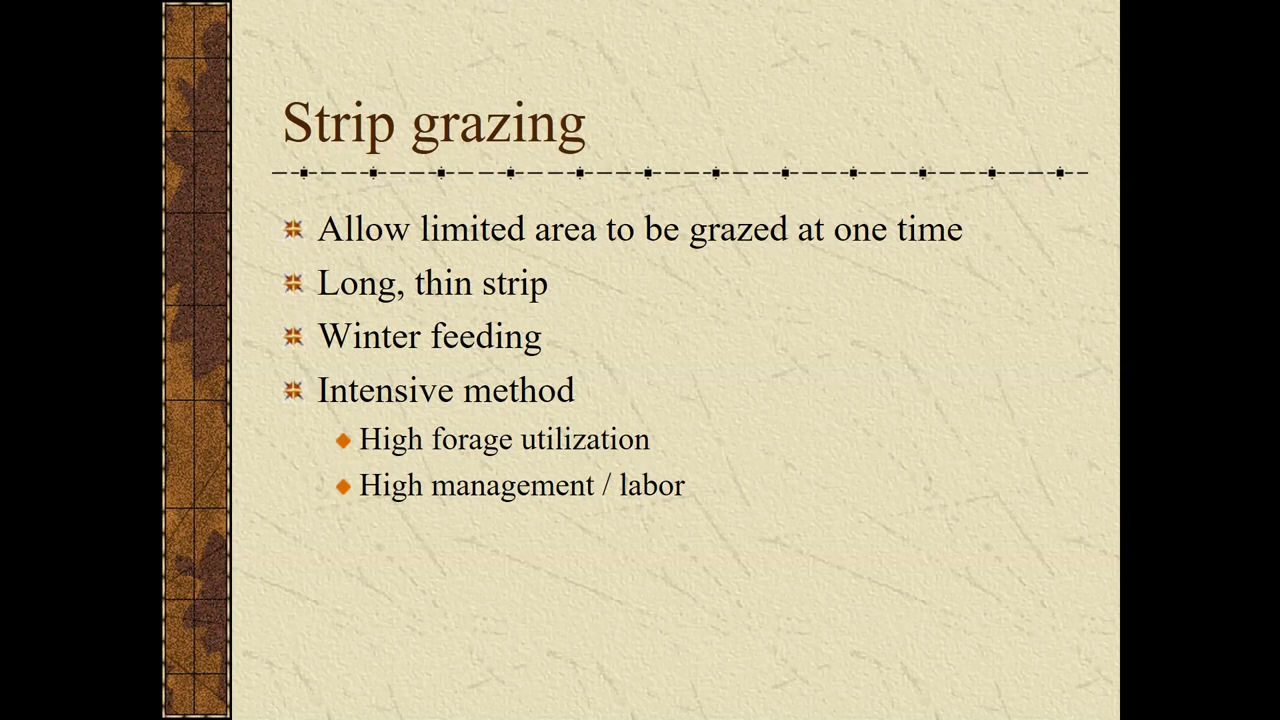 Strip grazing
Allow limited area to be grazed at one time
Long, thin strip
Winter feeding
Intensive method
High forage utilization
High management / labor